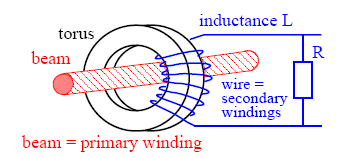 inductance L
torus
beam
R
wire =
secondary
windings
beam = primary winding